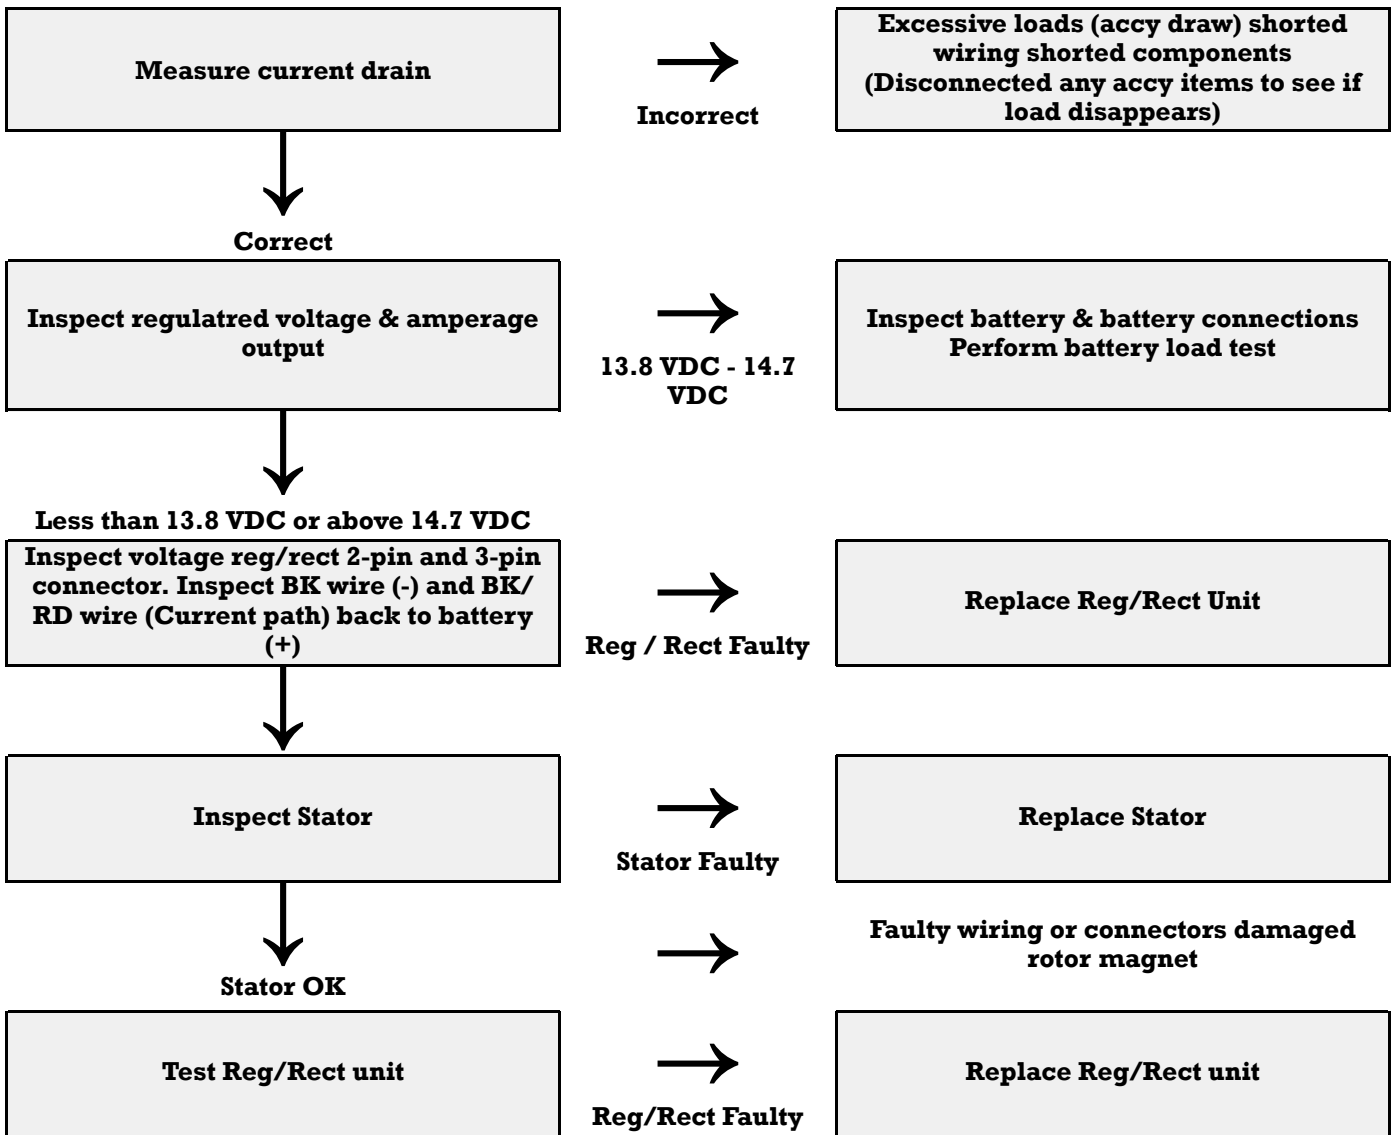 Measure current drain
Incorrect
Excessive loads (accy draw) shorted
wiring shorted components
(Disconnected any accy items to see if
load disappears)
Correct
Inspect regulatred voltage & amperage
output
13.8 VDC - 14.7
VDC
Inspect battery & battery connections
Perform battery load test
Less than 13.8 VDC or above 14.7 VDC
Inspect voltage reg/rect 2-pin and 3-pin
connector. Inspect BK wire (-) and BK/
RD wire (Current path) back to battery
(+)
Reg / Rect Faulty
Replace Reg/Rect Unit
Inspect Stator
Stator Faulty
Replace Stator
Stator OK
Faulty wiring or connectors damaged
rotor magnet
Test Reg/Rect unit
Reg/Rect Faulty
Replace Reg/Rect unit